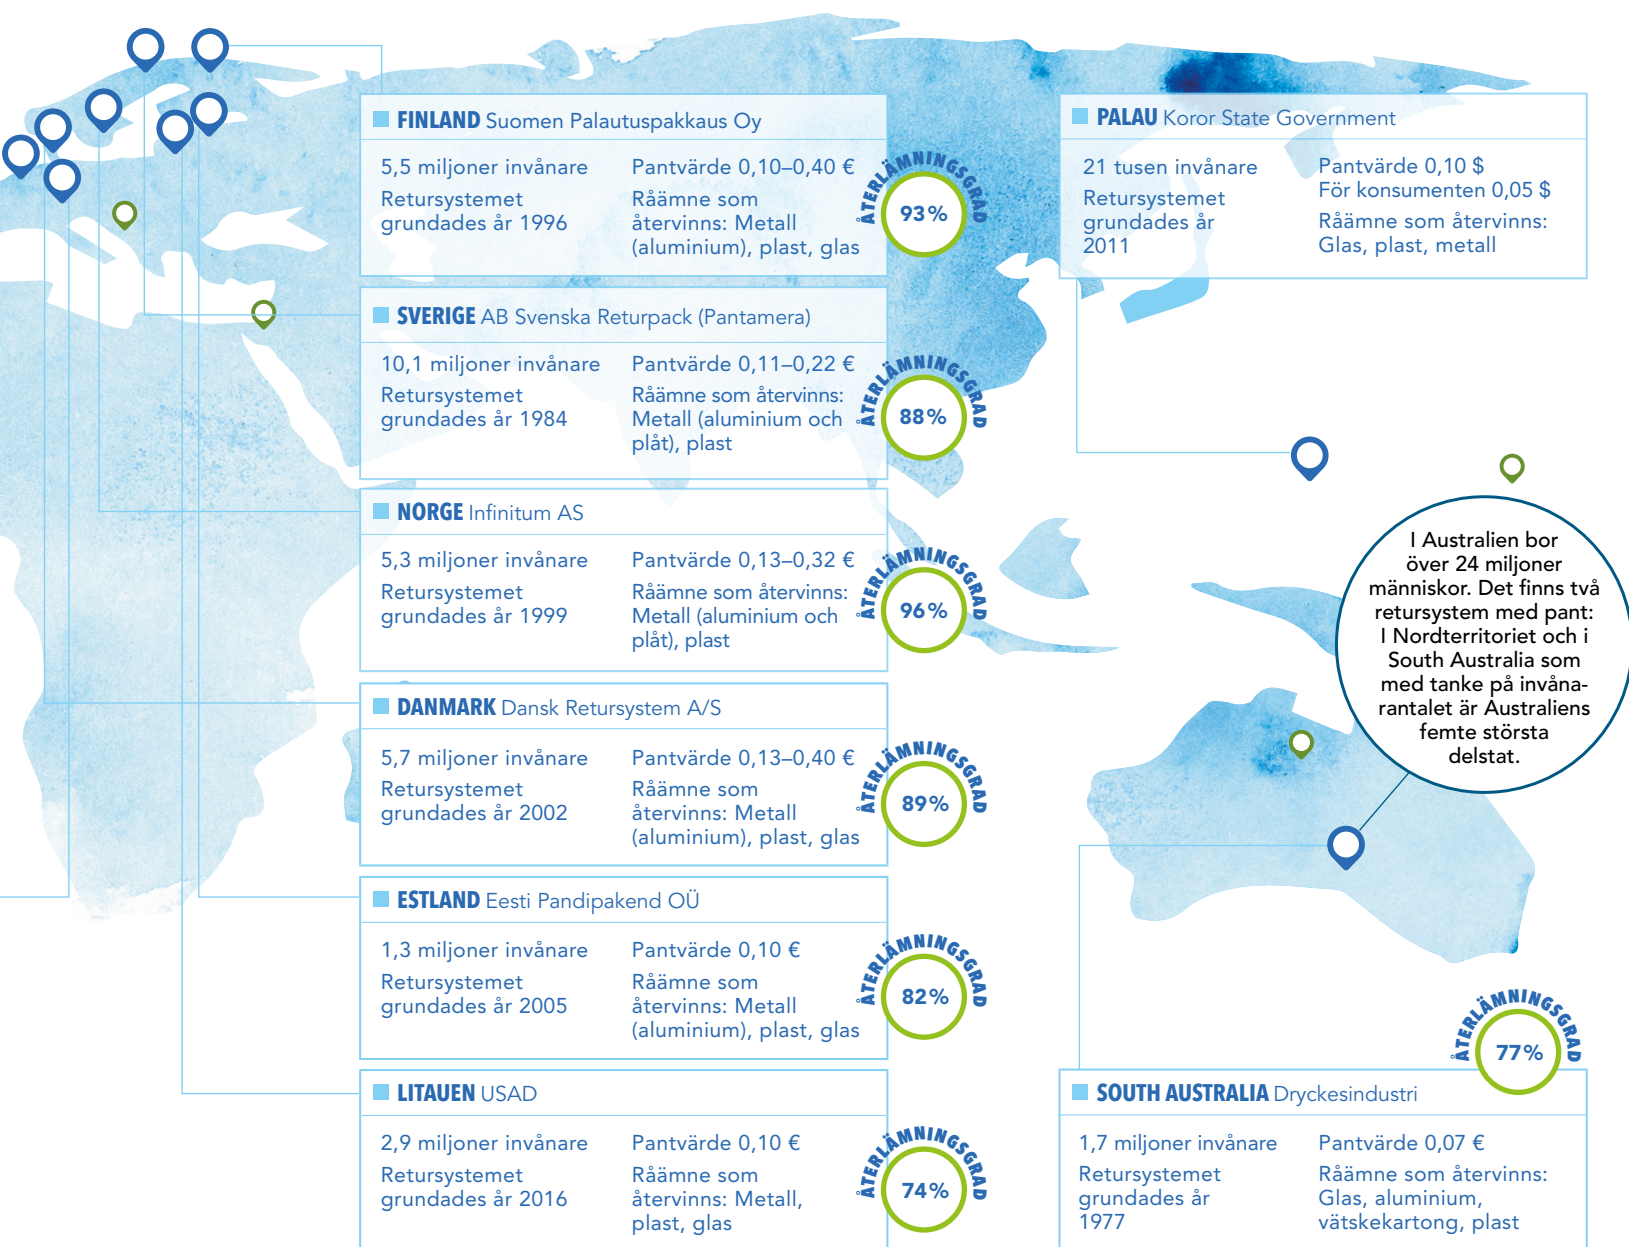 FINLAND Suomen Palautuspakkaus Oy
5,5 miljoner invånare
Retursystemet
grundades år 1996
Pantvärde 0,10–0,40 €
Råämne som
återvinns: Metall
(aluminium), plast, glas
ÅTERLÄMNINGSGRAD
93%
SVERIGE AB Svenska Returpack (Pantamera)
10,1 miljoner invånare
Retursystemet
grundades år 1984
Pantvärde 0,11–0,22 €
Råämne som återvinns:
Metall (aluminium och
plåt), plast
ÅTERLÄMNINGSGRAD
88%
NORGE Infinitum AS
5,3 miljoner invånare
Retursystemet
grundades år 1999
Pantvärde 0,13–0,32 €
Råämne som återvinns:
Metall (aluminium och
plåt), plast
ÅTERLÄMNINGSGRAD
96%
DANMARK Dansk Retursystem A/S
5,7 miljoner invånare
Retursystemet
grundades år 2002
Pantvärde 0,13–0,40 €
Råämne som
återvinns: Metall
(aluminium), plast, glas
ÅTERLÄMNINGSGRAD
89%
ESTLAND Eesti Pandipakend OÜ
1,3 miljoner invånare
Retursystemet
grundades år 2005
Pantvärde 0,10 €
Råämne som
återvinns: Metall
(aluminium), plast, glas
ÅTERLÄMNINGSGRAD
82%
LITAUEN USAD
2,9 miljoner invånare
Retursystemet
grundades år 2016
Pantvärde 0,10 €
Råämne som
återvinns: Metall,
plast, glas
ÅTERLÄMNINGSGRAD
74%
PALAU Koror State Government
21 tusen invånare
Retursystemet
grundades år
2011
Pantvärde 0,10 $
För konsumenten 0,05 $
Råämne som återvinns:
Glas, plast, metall
I Australien bor
över 24 miljoner
människor. Det finns två
retursystem med pant:
I Nordterritoriet och i
South Australia som
med tanke på invåna-
rantalet är Australiens
femte största
delstat.
ÅTERLÄMNINGSGRAD
77%
SOUTH AUSTRALIA Dryckesindustri
1,7 miljoner invånare
Retursystemet
grundades år
1977
Pantvärde 0,07 €
Råämne som återvinns:
Glas, aluminium,
vätskekartong, plast